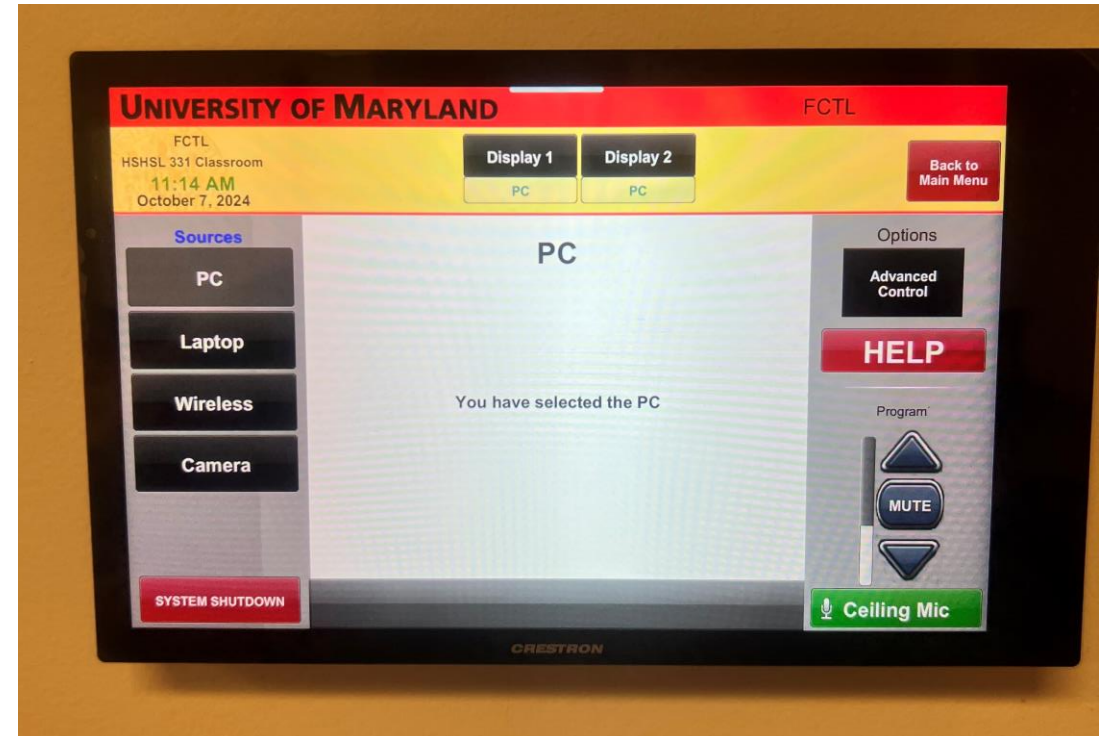 UNIVERSITY OF MARYLAND
FCTL
FCTL
HSHSL 331 Classroom
11:14 AM
October 7, 2024
Display 1
Display 2
PC
PC
Back to
Main Menu
Sources
PC
Laptop
Wireless
Camera
SYSTEM SHUTDOWN
PC
You have selected the PC
Options
Advanced
Control
HELP
Program
MUTE
Ceiling Mic
CRESTRON